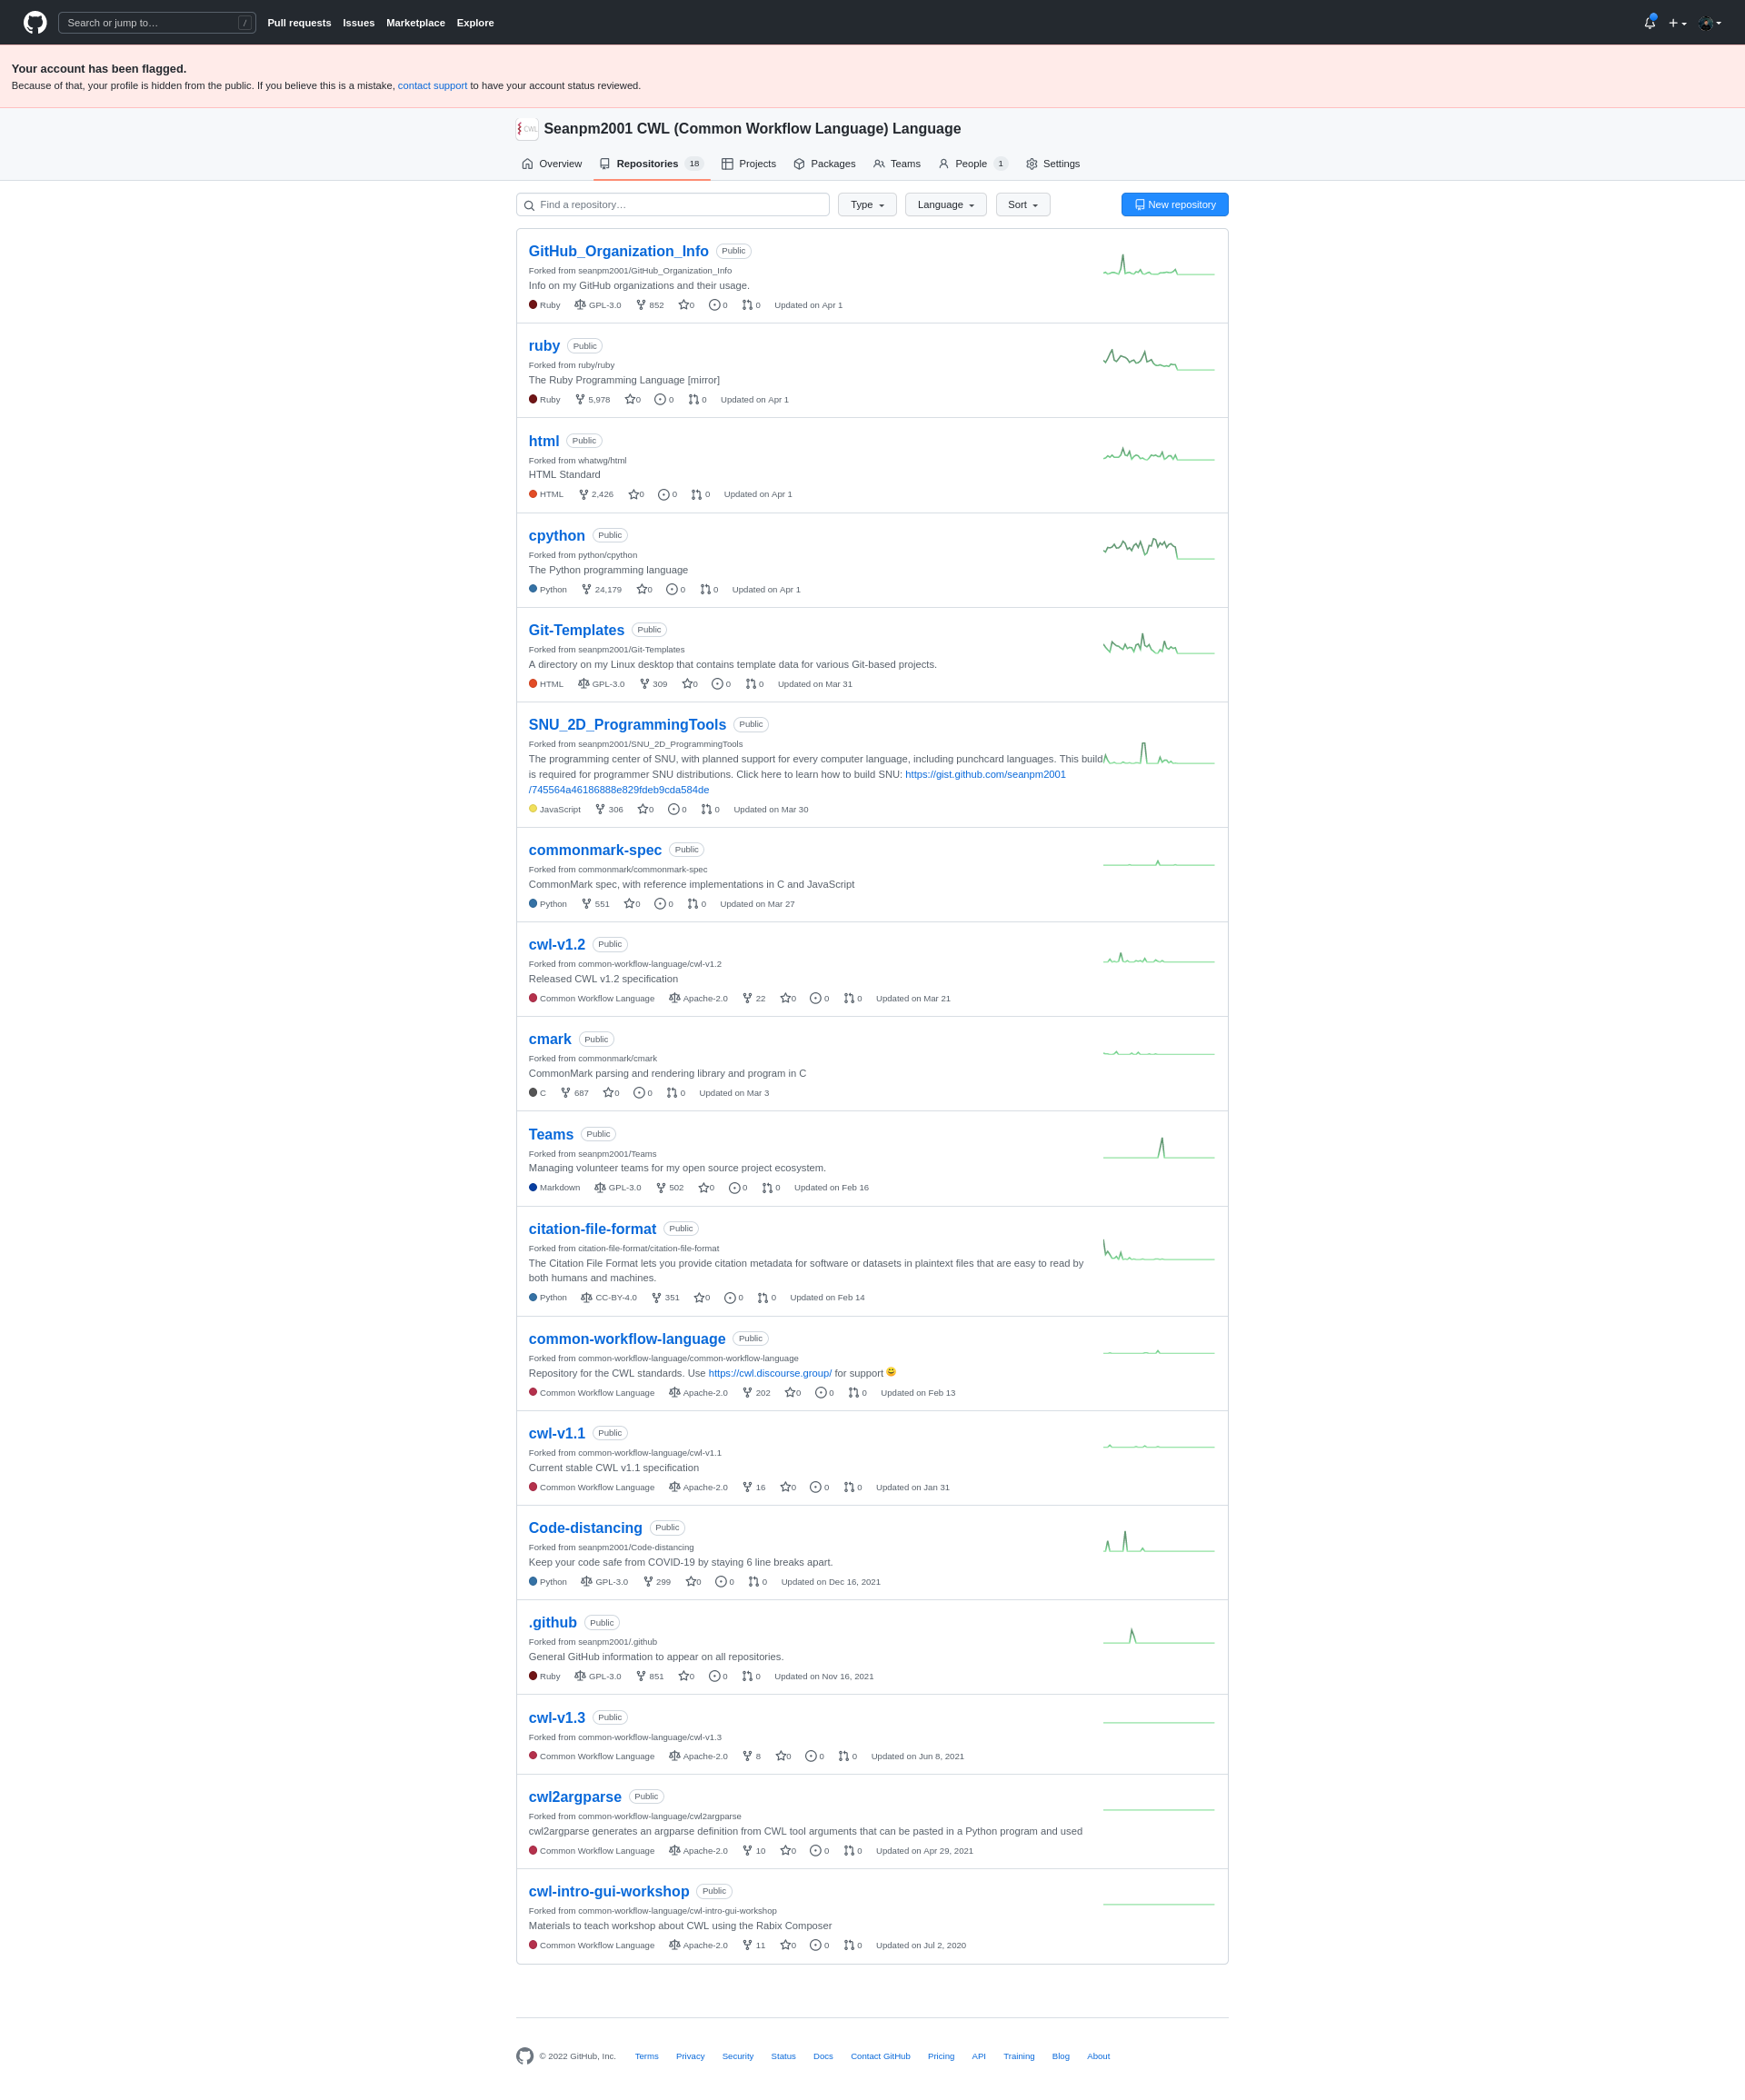 Search or jump to… /
Pull requests Issues Marketplace Explore
Your account has been flagged.
Because of that, your profile is hidden from the public. If you believe this is a mistake, contact support to have your account status reviewed.
CWL Seanpm2001 CWL (Common Workflow Language) Language
Overview Repositories 18 Projects Packages Teams People 1 Settings
Find a repository… Type Language Sort New repository
GitHub_Organization_Info Public
Forked from seanpm2001/GitHub_Organization_Info
Info on my GitHub organizations and their usage.
Ruby GPL-3.0 852 0 0 0 Updated on Apr 1
ruby Public
Forked from ruby/ruby
The Ruby Programming Language [mirror]
Ruby 5,978 0 0 0 Updated on Apr 1
html Public
Forked from whatwg/html
HTML Standard
HTML 2,426 0 0 0 Updated on Apr 1
cpython Public
Forked from python/cpython
The Python programming language
Python 24,179 0 0 0 Updated on Apr 1
Git-Templates Public
Forked from seanpm2001/Git-Templates
A directory on my Linux desktop that contains template data for various Git-based projects.
HTML GPL-3.0 309 0 0 0 Updated on Mar 31
SNU_2D_ProgrammingTools Public
Forked from seanpm2001/SNU_2D_ProgrammingTools
The programming center of SNU, with planned support for every computer language, including punchcard languages. This build
is required for programmer SNU distributions. Click here to learn how to build SNU: https://gist.github.com/seanpm2001
/745564a46186888e829fdeb9cda584de
JavaScript 306 0 0 0 Updated on Mar 30
commonmark-spec Public
Forked from commonmark/commonmark-spec
CommonMark spec, with reference implementations in C and JavaScript
Python 551 0 0 0 Updated on Mar 27
cwl-v1.2 Public
Forked from common-workflow-language/cwl-v1.2
Released CWL v1.2 specification
Common Workflow Language Apache-2.0 22 0 0 0 Updated on Mar 21
cmark Public
Forked from commonmark/cmark
CommonMark parsing and rendering library and program in C
C 687 0 0 0 Updated on Mar 3
Teams Public
Forked from seanpm2001/Teams
Managing volunteer teams for my open source project ecosystem.
Markdown GPL-3.0 502 0 0 0 Updated on Feb 16
citation-file-format Public
Forked from citation-file-format/citation-file-format
The Citation File Format lets you provide citation metadata for software or datasets in plaintext files that are easy to read by
both humans and machines.
Python CC-BY-4.0 351 0 0 0 Updated on Feb 14
common-workflow-language Public
Forked from common-workflow-language/common-workflow-language
Repository for the CWL standards. Use https://cwl.discourse.group/ for support 😊
Common Workflow Language Apache-2.0 202 0 0 0 Updated on Feb 13
cwl-v1.1 Public
Forked from common-workflow-language/cwl-v1.1
Current stable CWL v1.1 specification
Common Workflow Language Apache-2.0 16 0 0 0 Updated on Jan 31
Code-distancing Public
Forked from seanpm2001/Code-distancing
Keep your code safe from COVID-19 by staying 6 line breaks apart.
Python GPL-3.0 299 0 0 0 Updated on Dec 16, 2021
.github Public
Forked from seanpm2001/.github
General GitHub information to appear on all repositories.
Ruby GPL-3.0 851 0 0 0 Updated on Nov 16, 2021
cwl-v1.3 Public
Forked from common-workflow-language/cwl-v1.3
Common Workflow Language Apache-2.0 8 0 0 0 Updated on Jun 8, 2021
cwl2argparse Public
Forked from common-workflow-language/cwl2argparse
cwl2argparse generates an argparse definition from CWL tool arguments that can be pasted in a Python program and used
Common Workflow Language Apache-2.0 10 0 0 0 Updated on Apr 29, 2021
cwl-intro-gui-workshop Public
Forked from common-workflow-language/cwl-intro-gui-workshop
Materials to teach workshop about CWL using the Rabix Composer
Common Workflow Language Apache-2.0 11 0 0 0 Updated on Jul 2, 2020
© 2022 GitHub, Inc. Terms Privacy Security Status Docs Contact GitHub Pricing API Training Blog About